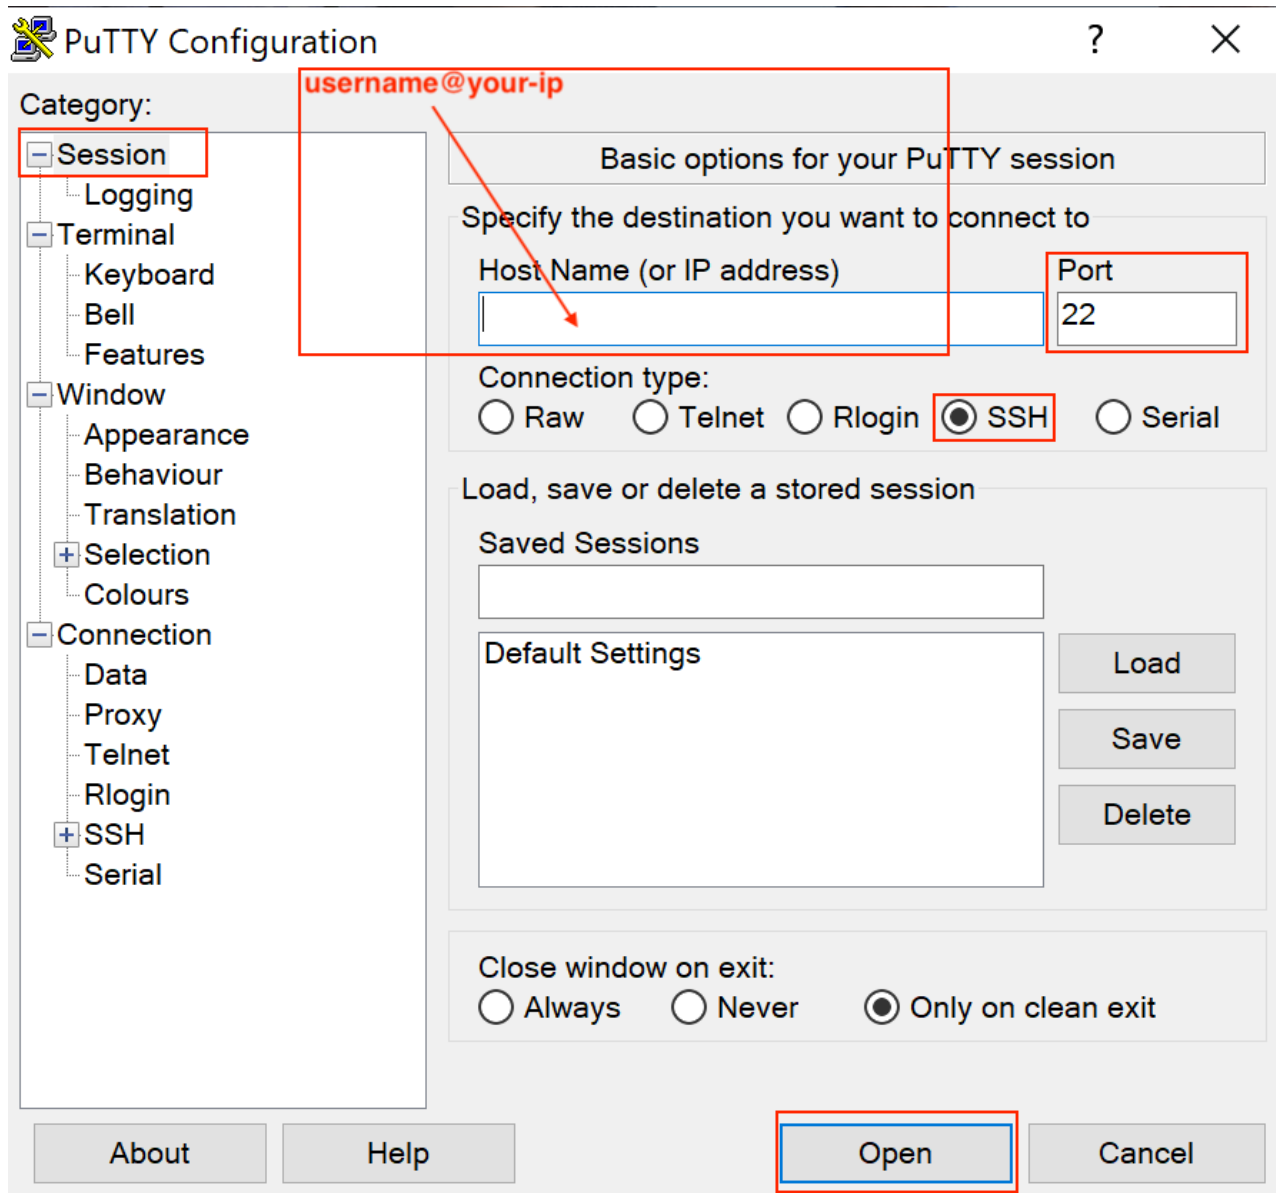 PuTTY Configuration
? 
username@your-ip
Category:
Session
Logging
Terminal
Keyboard
Bell
Features
Window
Appearance
Behaviour
Translation
Selection
Colours
Connection
Data
Proxy
Telnet
Rlogin
SSH
Serial
Basic options for your PuTTY session
Specify the destination you want to connect to
Host Name (or IP address) Port
22
Connection type:
Raw Telnet Rlogin SSH Serial
Load, save or delete a stored session
Saved Sessions
Default Settings
Load
Save
Delete
Close window on exit:
Always Never Only on clean exit
About Help Open Cancel